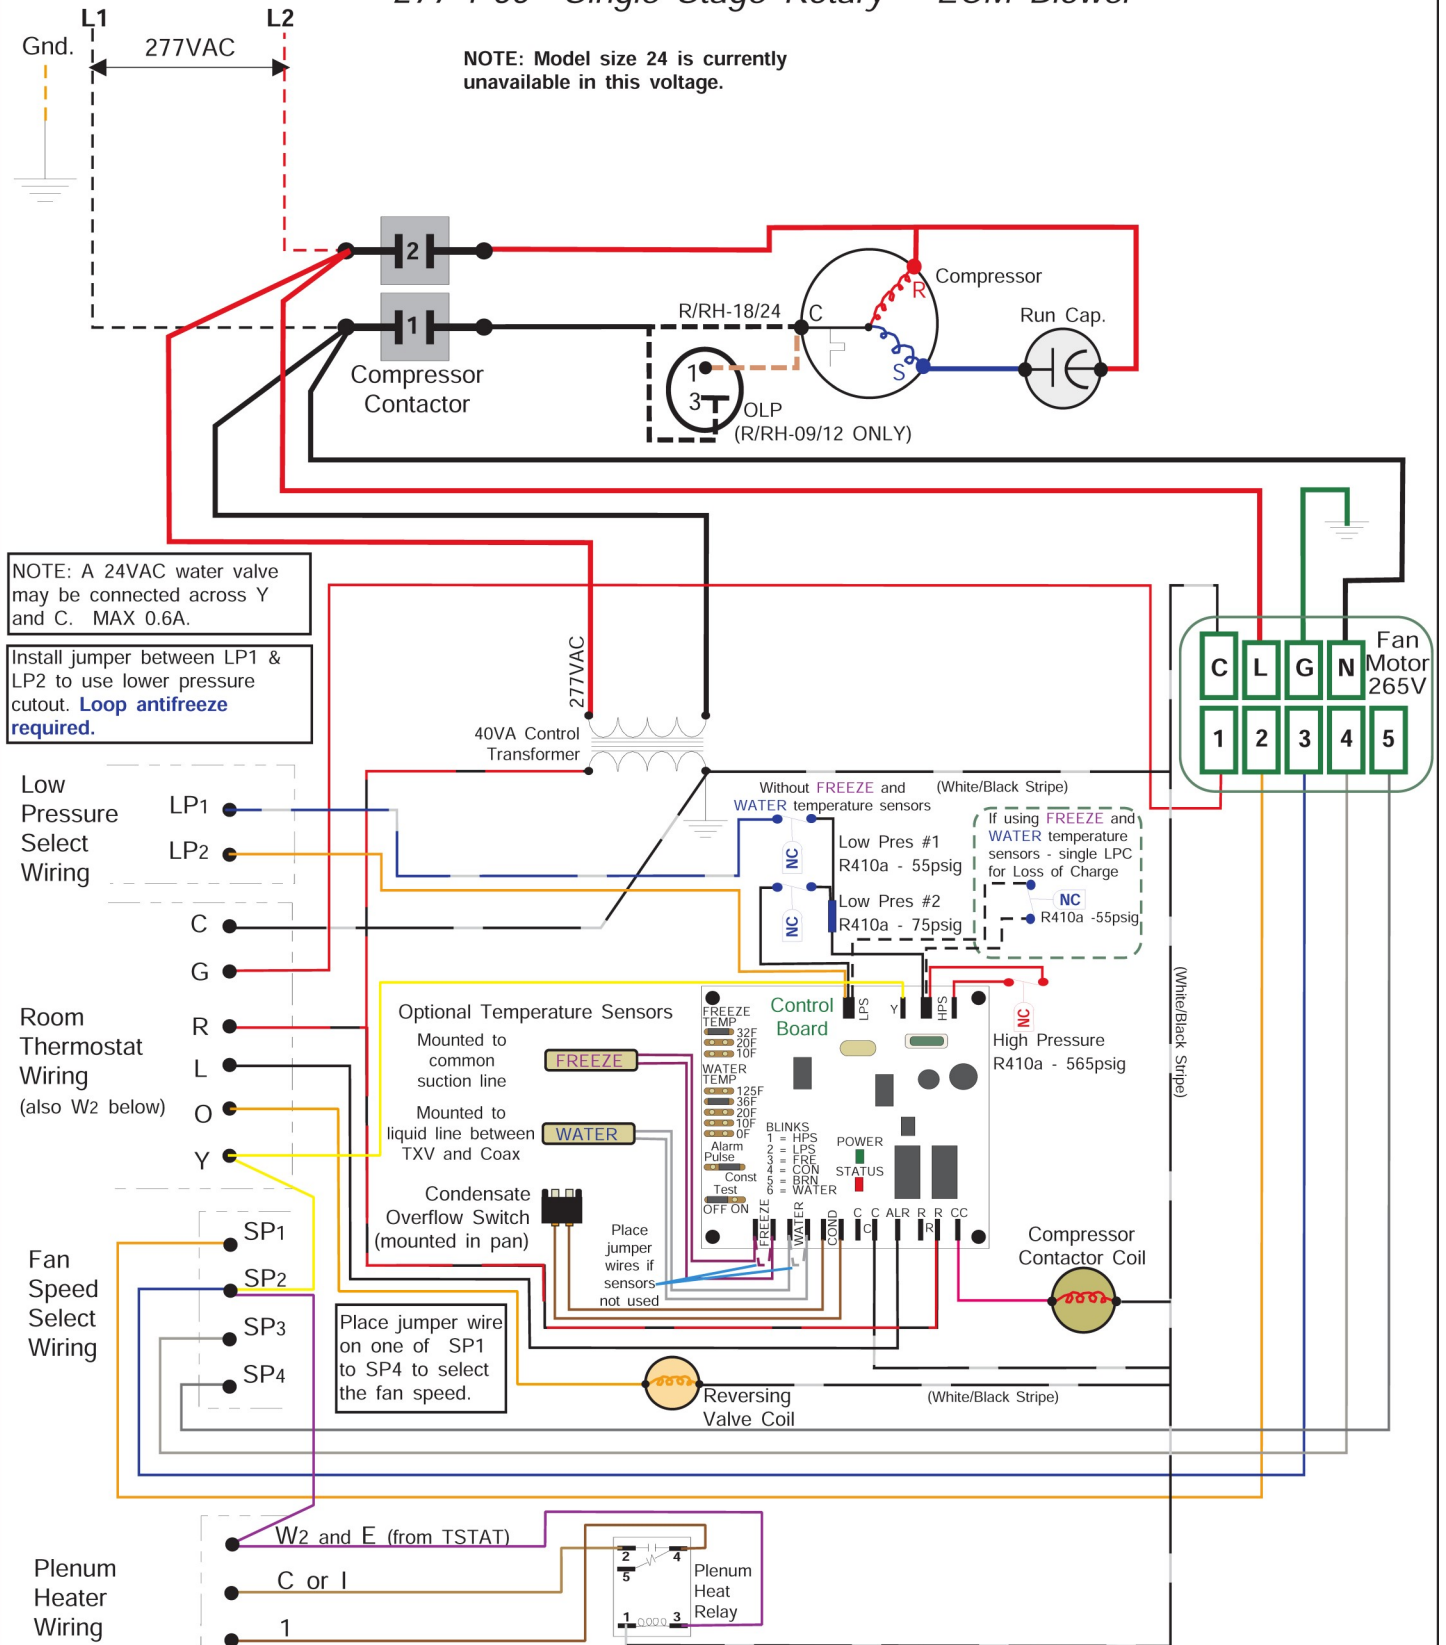 L1
L2
Gnd.
277VAC
NOTE: Model size 24 is currently
unavailable in this voltage.
2
1
Compressor
Contactor
R/RH-18/24
C
R
S
Compressor
Run Cap.
1
3
OLP
(R/RH-09/12 ONLY)
NOTE: A 24VAC water valve
may be connected across Y
and C. MAX 0.6A.
Install jumper between LP1 &
LP2 to use lower pressure
cutout. Loop antifreeze
required.
277VAC
40VA Control
Transformer
C
L
G
N
Fan
Motor
265V
1
2
3
4
5
Low
Pressure
Select
Wiring
LP1
LP2
Without FREEZE and
WATER temperature sensors
(White/Black Stripe)
NC
Low Pres #1
R410a - 55psig
NC
Low Pres #2
R410a - 75psig
If using FREEZE and
WATER temperature
sensors - single LPC
for Loss of Charge
NC
R410a -55psig
(White/Black Stripe)
Room
Thermostat
Wiring
(also W2 below)
C
G
R
L
O
Y
Optional Temperature Sensors
Mounted to
common
suction line
FREEZE
Mounted to
liquid line between
TXV and Coax
WATER
Condensate
Overflow Switch
(mounted in pan)
Place
jumper
wires if
sensors
not used
Control
Board
LPS
Y
HPS
NC
High Pressure
R410a - 565psig
FREEZE
TEMP
32F
20F
10F
WATER
TEMP
125F
36F
20F
10F
0F
Alarm
Pulse
Const
Test
OFF ON
BLINKS
1 = HPS
2 = LPS
3 = FRE
4 = CON
5 = BRN
6 = WATER
POWER
STATUS
FREEZE
WATER
COND
C C ALR R R CC
C
R
Compressor
Contactor Coil
Fan
Speed
Select
Wiring
SP1
SP2
SP3
SP4
Place jumper wire
on one of SP1
to SP4 to select
the fan speed.
Reversing
Valve Coil
(White/Black Stripe)
Plenum
Heater
Wiring
W2 and E (from TSTAT)
C or I
1
2
4
5
1
3
Plenum
Heat
Relay